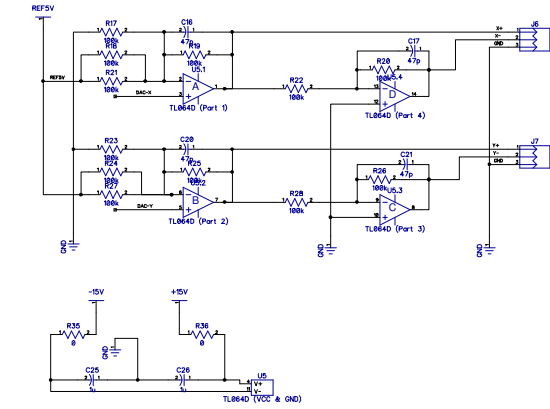 REF5V
R17
100k
R18
100k
R21
100k
REF5V
DAC-X
C16
47p
R19
100k
U5.1
A
TL064D (Part 1)
R22
100k
C17
47p
R20
100k
U5.4
D
TL064D (Part 4)
X+
X-
GND
J6
R23
100k
R24
100k
R27
100k
DAC-Y
C20
47p
R25
100k
U5.2
B
TL064D (Part 2)
R28
100k
C21
47p
R26
100k
U5.3
C
TL064D (Part 3)
Y+
Y-
GND
J7
GND
GND
GND
-15V
+15V
R35
0
R36
0
GND
C25
1u
C26
1u
U5
4 V+
11 V-
TL064D (VCC & GND)